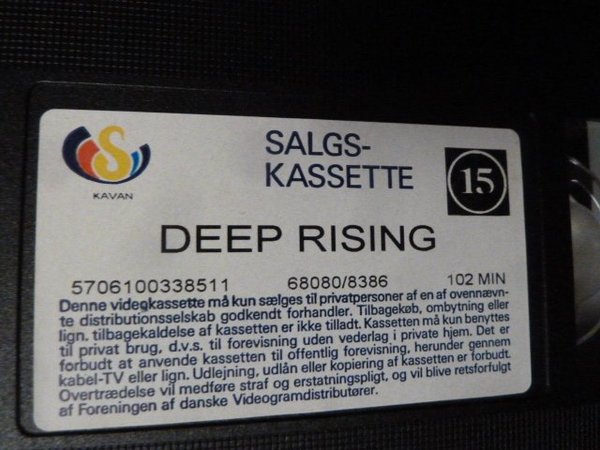 S
KAVAN
SALGS-
KASSETTE
15
DEEP RISING
5706100338511 68080/8386 102 MIN
Denne videokassette må kun sælges til privatpersoner af en af ovennævn-
te distributionsselskab godkendt forhandler. Tilbagekøb, ombytning eller
lign. tilbagekaldelse af kassetten er ikke tilladt. Kassetten må kun benyttes
til privat brug, d.v.s. til forevisning uden vederlag i private hjem. Det er
forbudt at anvende kassetten til offentlig forevisning, herunder gennem
kabel-TV eller lign. Udlejning, udlån eller kopiering af kassetten er forbudt.
Overtrædelse vil medføre straf og erstatningspligt, og vil blive retsforfulgt
af Foreningen af danske Videogramdistributører.